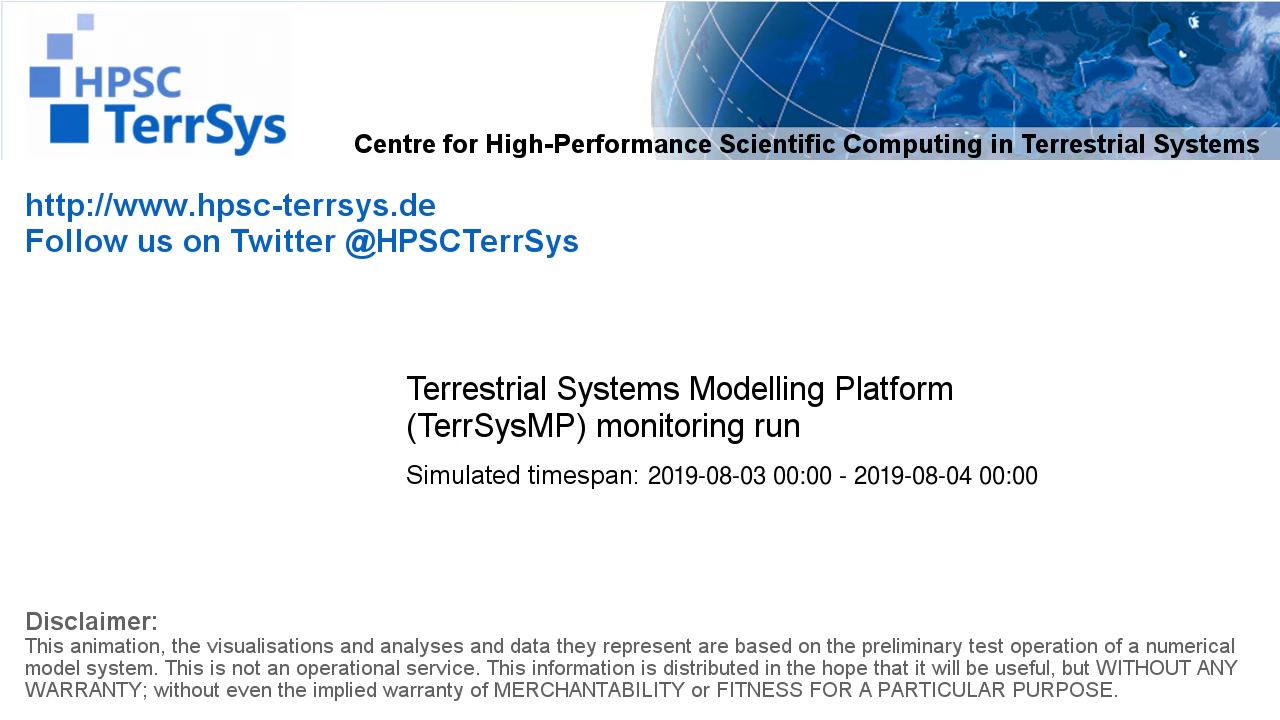 HPSC
TerrSys
Centre for High-Performance Scientific Computing in Terrestrial Systems
http://www.hpsc-terrsys.de
Follow us on Twitter @HPSCTerrSys
Terrestrial Systems Modelling Platform
(TerrSysMP) monitoring run
Simulated timespan: 2019-08-03 00:00 - 2019-08-04 00:00
Disclaimer:
This animation, the visualisations and analyses and data they represent are based on the preliminary test operation of a numerical
model system. This is not an operational service. This information is distributed in the hope that it will be useful, but WITHOUT ANY
WARRANTY; without even the implied warranty of MERCHANTABILITY or FITNESS FOR A PARTICULAR PURPOSE.